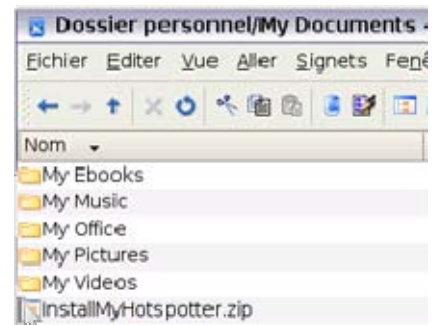 Dossier personnel/My Documents -
Fichier Editer Vue Aller Signets Fenê
Nom
My Ebooks
My Music
My Office
My Pictures
My Videos
InstallMyHotspotter.zip